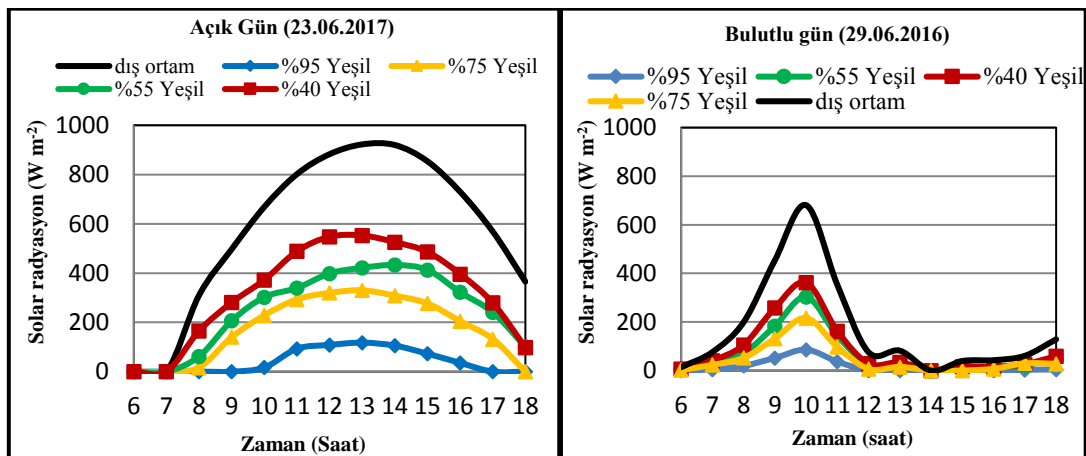 Açık Gün (23.06.2017)
dış ortam %95 Yeşil %75 Yeşil
%55 Yeşil %40 Yeşil
Solar radyasyon (W m⁻²)
1000
800
600
400
200
0
6 7 8 9 10 11 12 13 14 15 16 17 18
Zaman (Saat)
Bulutlu gün (29.06.2016)
%95 Yeşil %55 Yeşil %40 Yeşil
%75 Yeşil dış ortam
Solar radyasyon (W m⁻²)
1000
800
600
400
200
0
6 7 8 9 10 11 12 13 14 15 16 17 18
Zaman (saat)